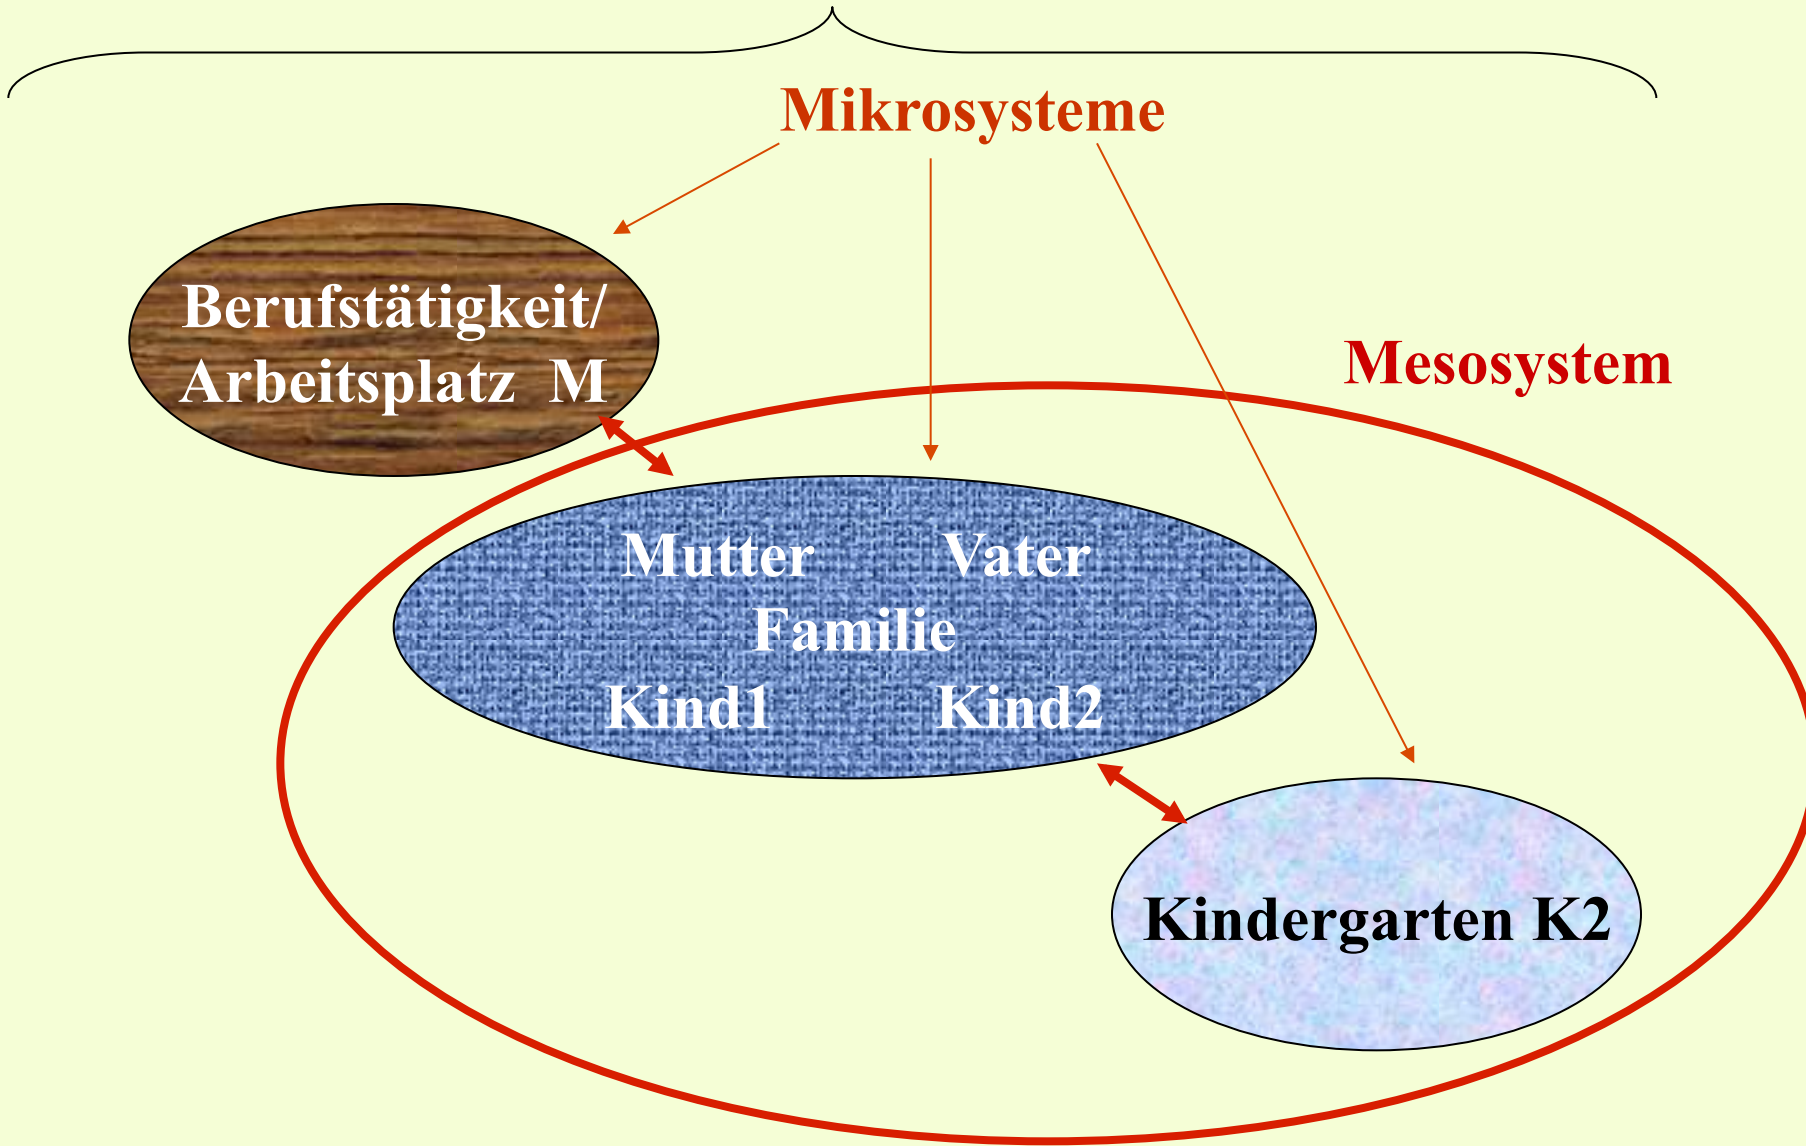 Mikrosysteme
Berufstätigkeit/
Arbeitsplatz M
Mesosystem
Mutter Vater
Familie
Kind1 Kind2
Kindergarten K2